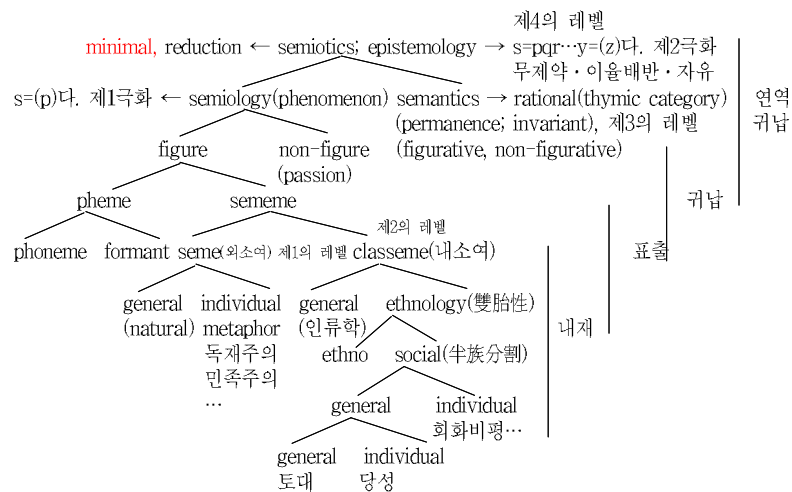 제4의 레벨
minimal, reduction ← semiotics; epistemology → s=pqr…y=(z)다. 제2극화
무제약·이율배반·자유
s=(p)다. 제1극화 ← semiology(phenomenon) semantics → rational(thymic category) 연역
(permanence; invariant), 제3의 레벨 귀납
figure non-figure (figurative, non-figurative)
(passion)
pheme sememe 귀납
제2의 레벨
phoneme formant seme(외소여) 제1의 레벨 classeme(내소여) 표출
general individual general ethnology(雙胎性)
(natural) metaphor (인류학) 내재
독재주의 ethno social(半族分割)
민족주의
…
general individual
회화비평…
general individual
토대 당성